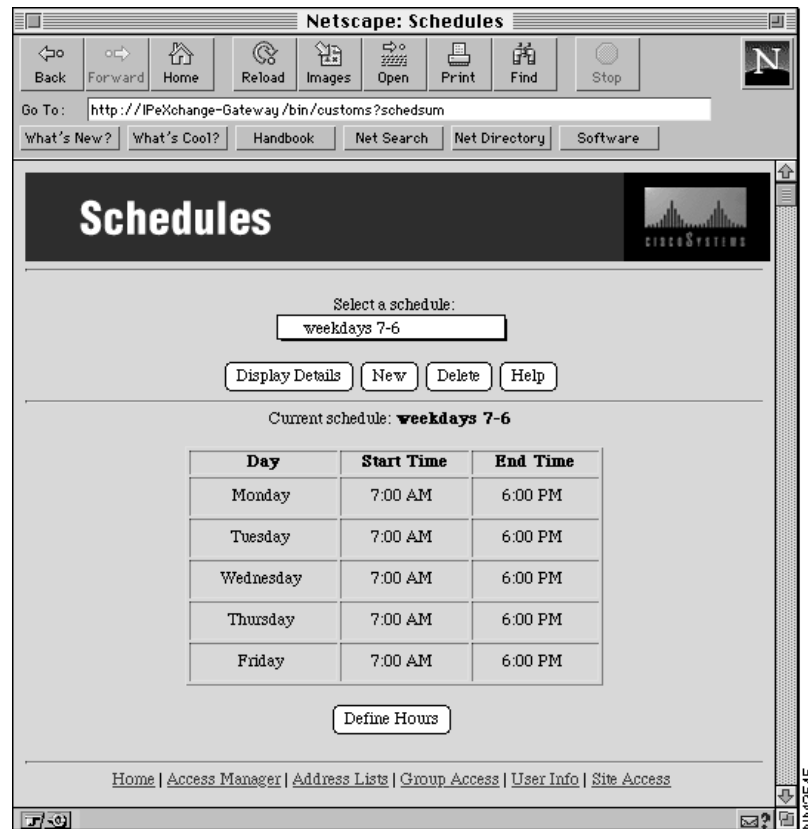 Netscape: Schedules
Back Forward Home Reload Images Open Print Find Stop
N
Go To: http://IPeXchange-Gateway/bin/customs?schedsum
What's New? What's Cool? Handbook Net Search Net Directory Software
Schedules
CISCO SYSTEMS
Select a schedule:
weekdays 7-6
Display Details New Delete Help
Current schedule: weekdays 7-6
Day Start Time End Time
Monday 7:00 AM 6:00 PM
Tuesday 7:00 AM 6:00 PM
Wednesday 7:00 AM 6:00 PM
Thursday 7:00 AM 6:00 PM
Friday 7:00 AM 6:00 PM
Define Hours
Home | Access Manager | Address Lists | Group Access | User Info | Site Access